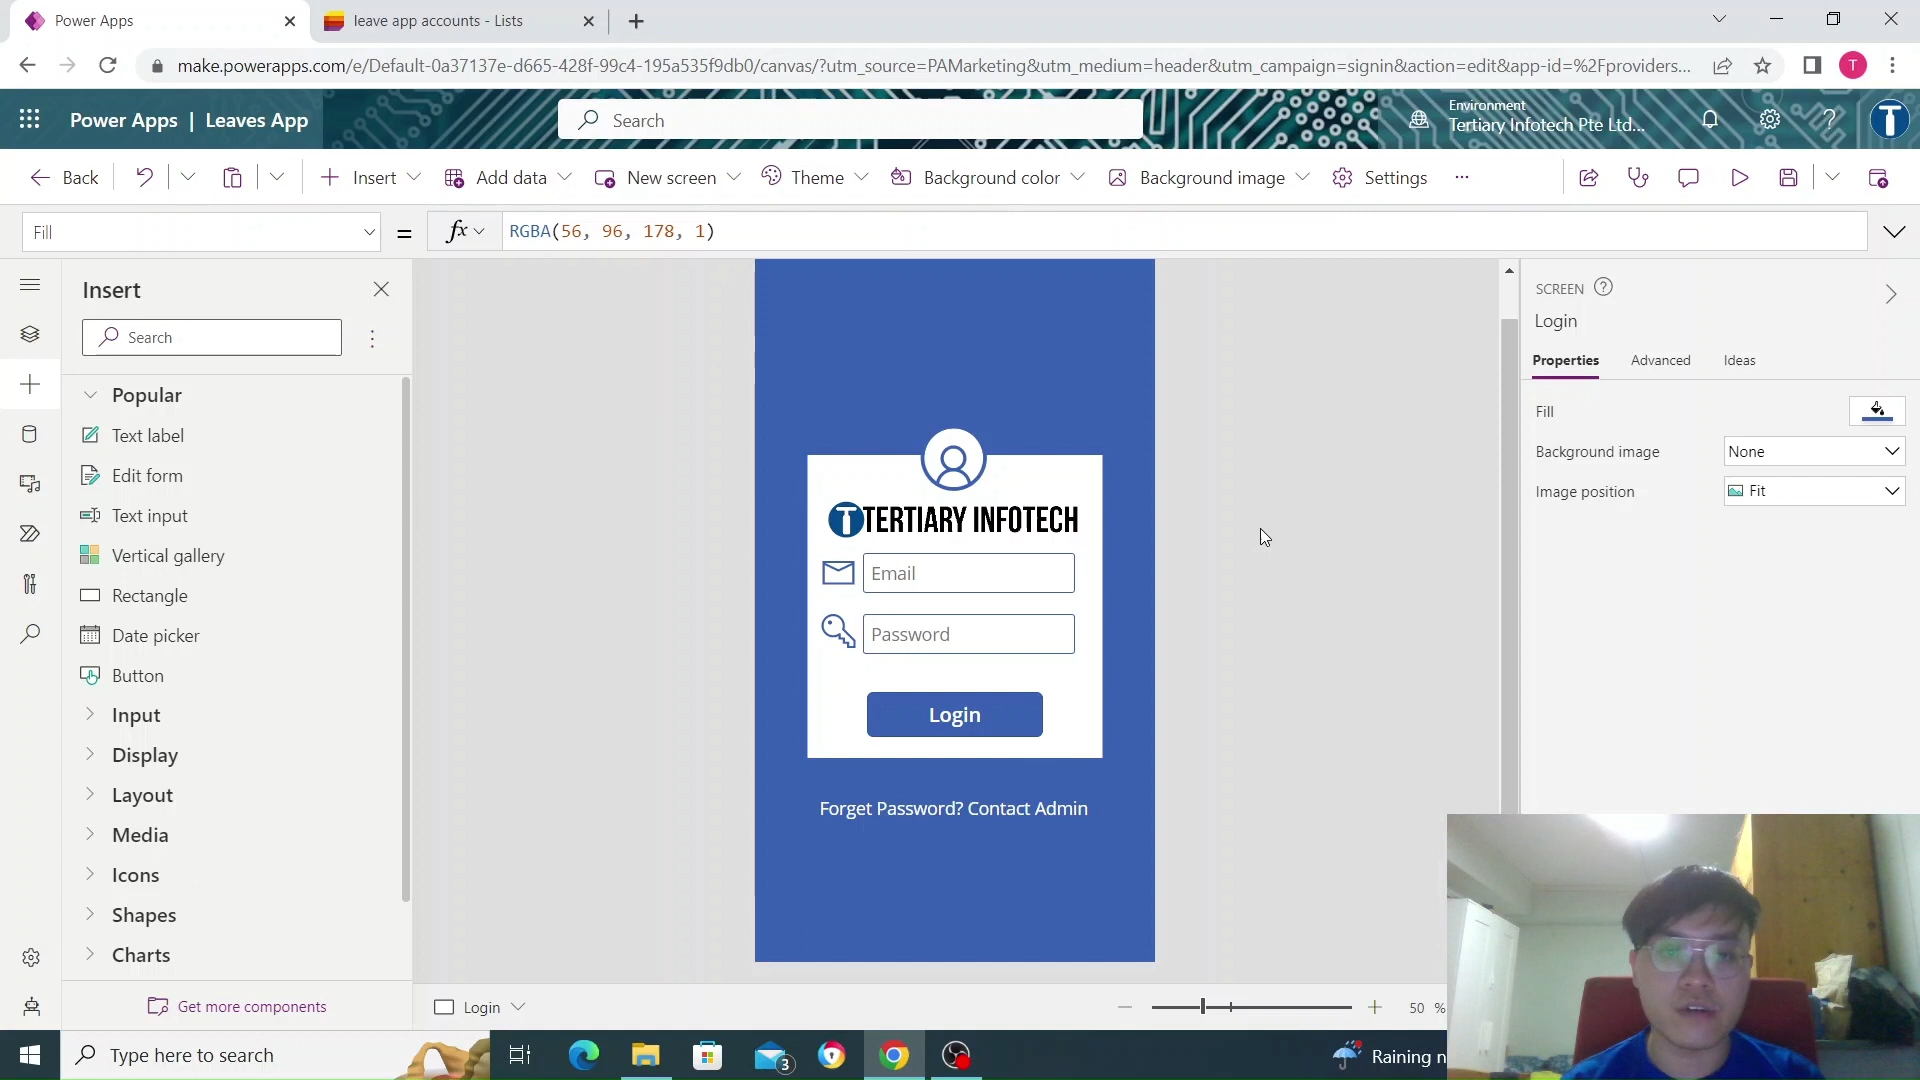 Power Apps
leave app accounts - Lists
make.powerapps.com/e/Default-0a37137e-d665-428f-99c4-195a535f9db0/canvas/?utm_source=PAMarketing&utm_medium=header&utm_campaign=signin&action=edit&app-id=%2Fproviders...
T
Power Apps | Leaves App
Search
Environment
Tertiary Infotech Pte Ltd...
Back
Insert
Add data
New screen
Theme
Background color
Background image
Settings
Fill
=
fx
RGBA(56, 96, 178, 1)
Insert
Search
Popular
Text label
Edit form
Text input
Vertical gallery
Rectangle
Date picker
Button
Input
Display
Layout
Media
Icons
Shapes
Charts
Get more components
TERTIARY INFOTECH
Email
Password
Login
Forget Password? Contact Admin
Login
50 %
SCREEN
Login
Properties
Advanced
Ideas
Fill
Background image
None
Image position
Fit
Type here to search
3
Raining n